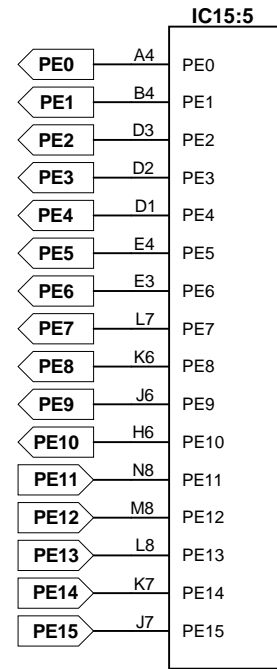 IC15:5
PE0 A4 PE0
PE1 B4 PE1
PE2 D3 PE2
PE3 D2 PE3
PE4 D1 PE4
PE5 E4 PE5
PE6 E3 PE6
PE7 L7 PE7
PE8 K6 PE8
PE9 J6 PE9
PE10 H6 PE10
PE11 N8 PE11
PE12 M8 PE12
PE13 L8 PE13
PE14 K7 PE14
PE15 J7 PE15